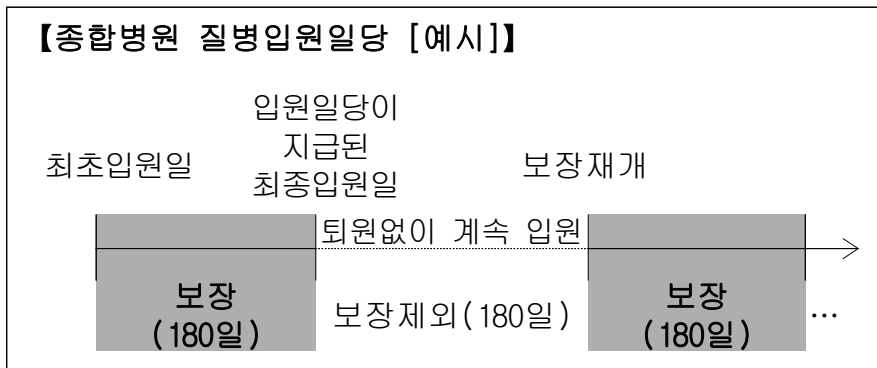 【종합병원 질병입원일당 [예시]】
입원일당이
지급된
최종입원일
최초입원일
보장재개
퇴원없이 계속 입원
보장
(180일)
보장제외(180일)
보장
(180일)
…